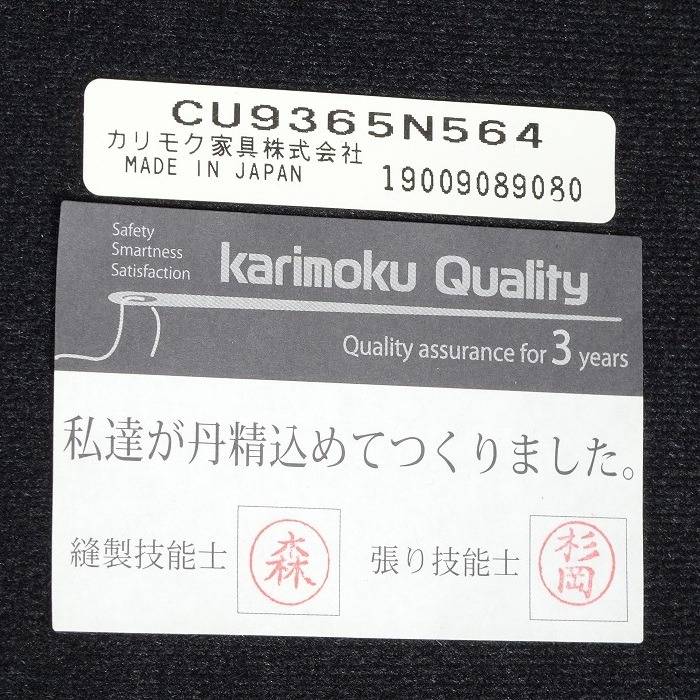 CU9365N564
カリモク家具株式会社
MADE IN JAPAN 19009089080
Safety
Smartness
Satisfaction
karimoku Quality
Quality assurance for 3 years
私達が丹精込めてつくりました。
縫製技能士 森 張り技能士 杉岡